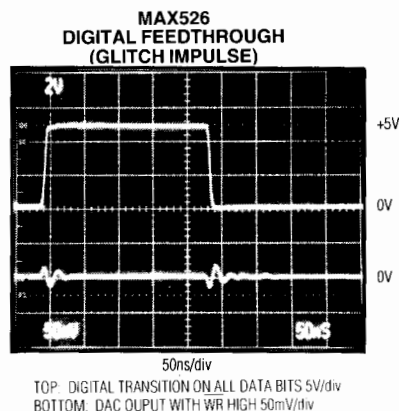 MAX526
DIGITAL FEEDTHROUGH
(GLITCH IMPULSE)
2V
+5V
0V
0V
50mV
50nS
50ns/div
TOP: DIGITAL TRANSITION ON ALL DATA BITS 5V/div
BOTTOM: DAC OUPUT WITH WR HIGH 50mV/div